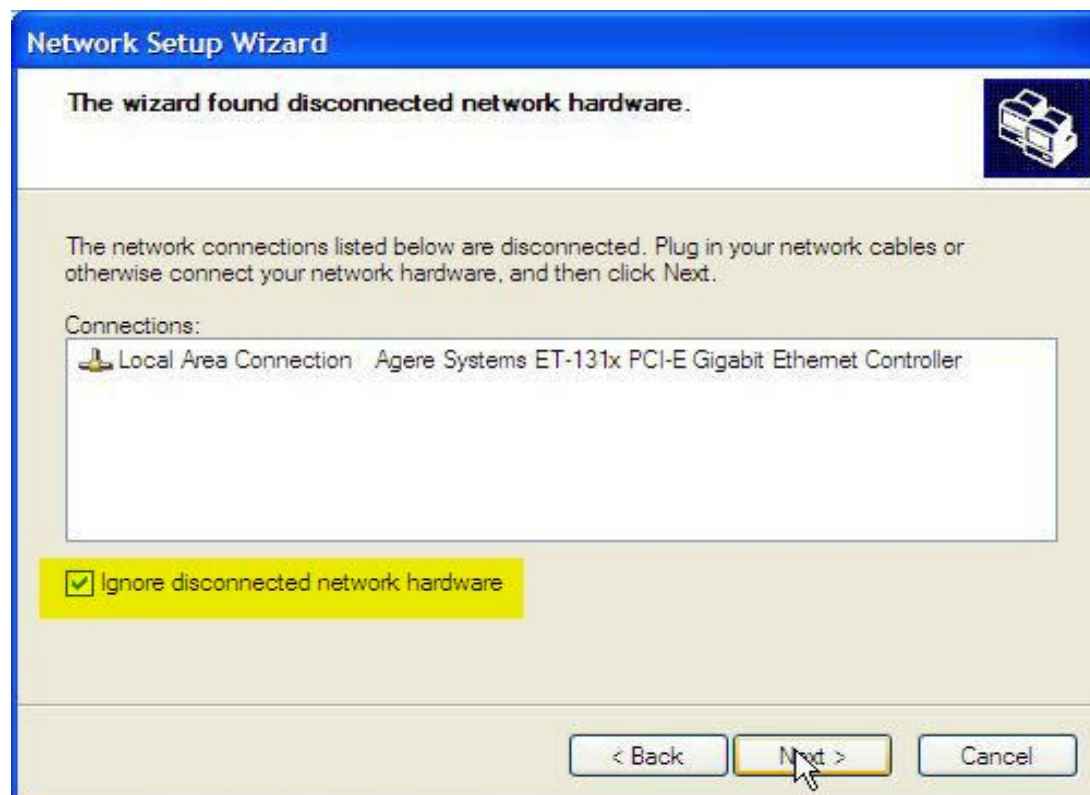 Network Setup Wizard
The wizard found disconnected network hardware.
The network connections listed below are disconnected. Plug in your network cables or
otherwise connect your network hardware, and then click Next.
Connections:
Local Area Connection Agere Systems ET-131x PCI-E Gigabit Ethernet Controller
Ignore disconnected network hardware
< Back Next > Cancel